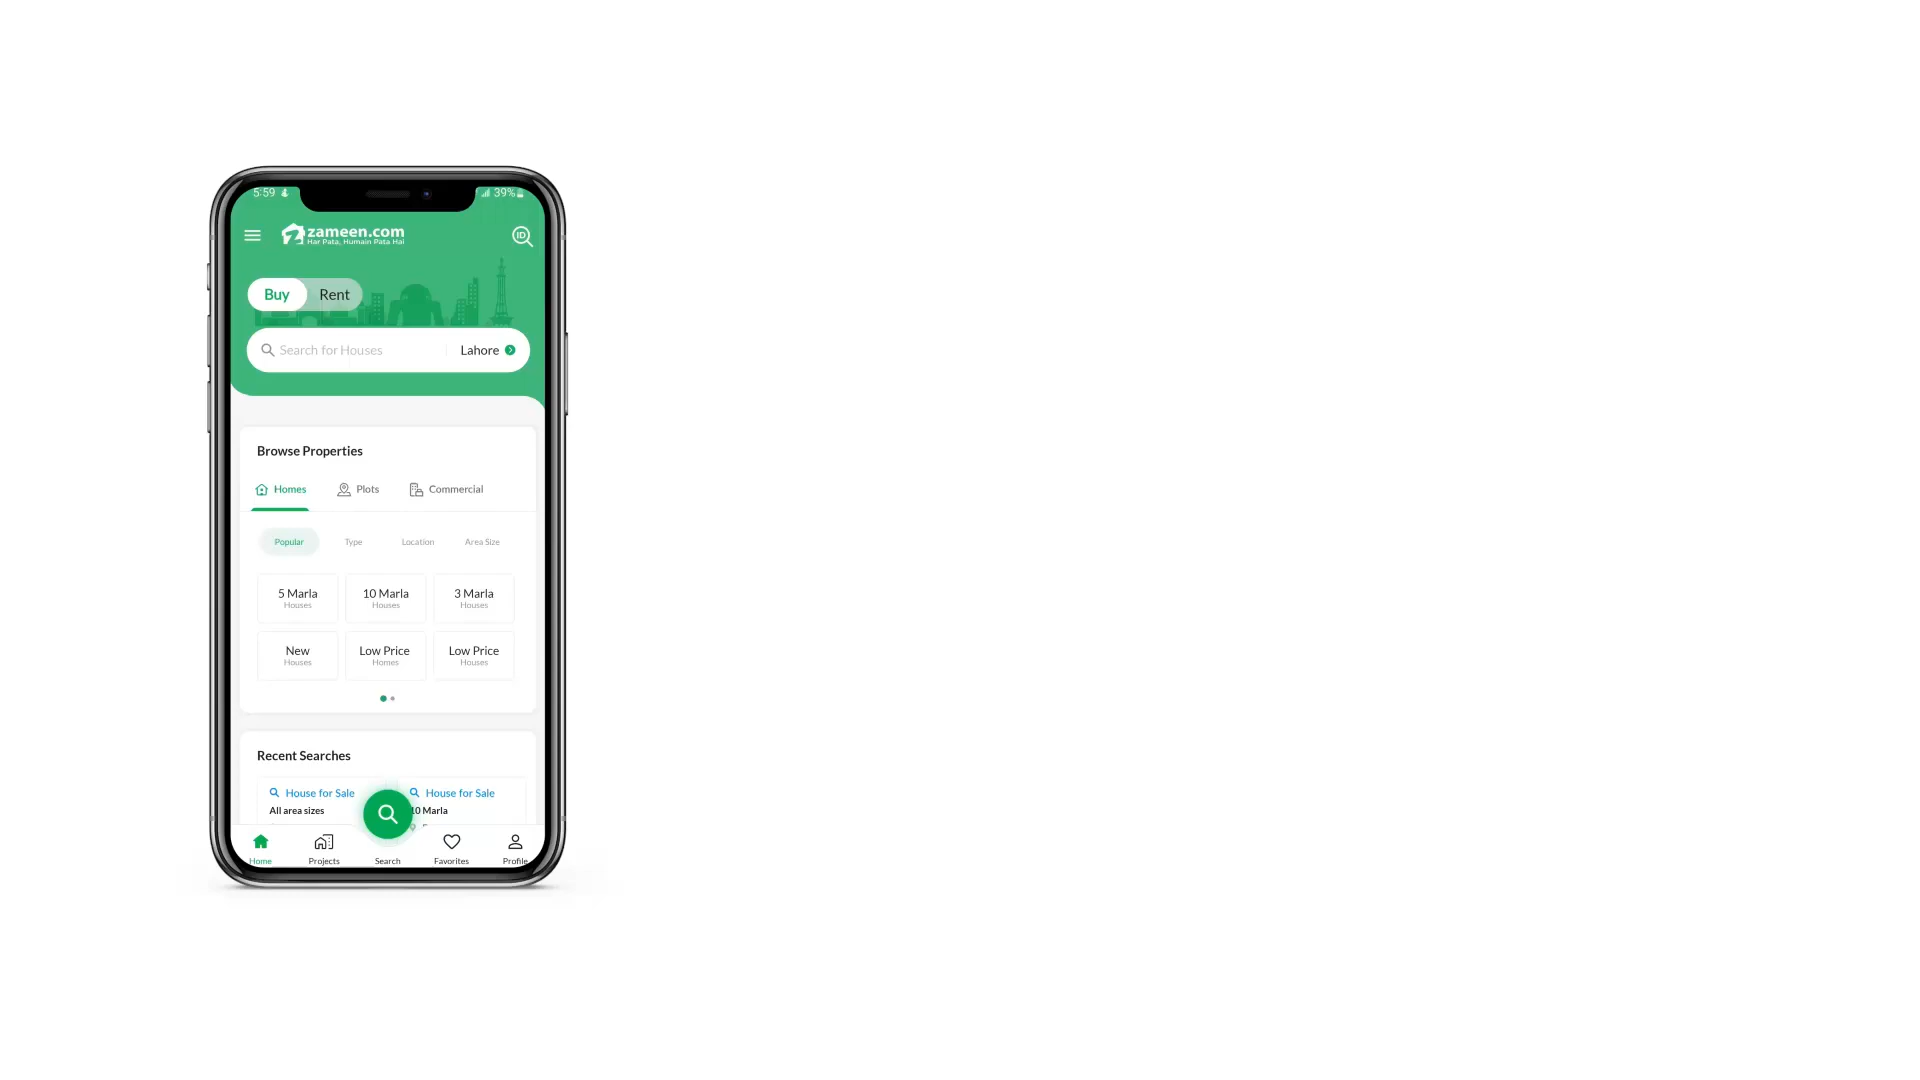 5:59
39%
zameen.com
Har Pata, Humain Pata Hai
ID
Buy Rent
Search for Houses Lahore
Browse Properties
Homes Plots Commercial
Popular Type Location Area Size
5 Marla 10 Marla 3 Marla
Houses Houses Houses
New Low Price Low Price
Houses Homes Houses
Recent Searches
House for Sale House for Sale
All area sizes 10 Marla
Home Projects Search Favorites Profile